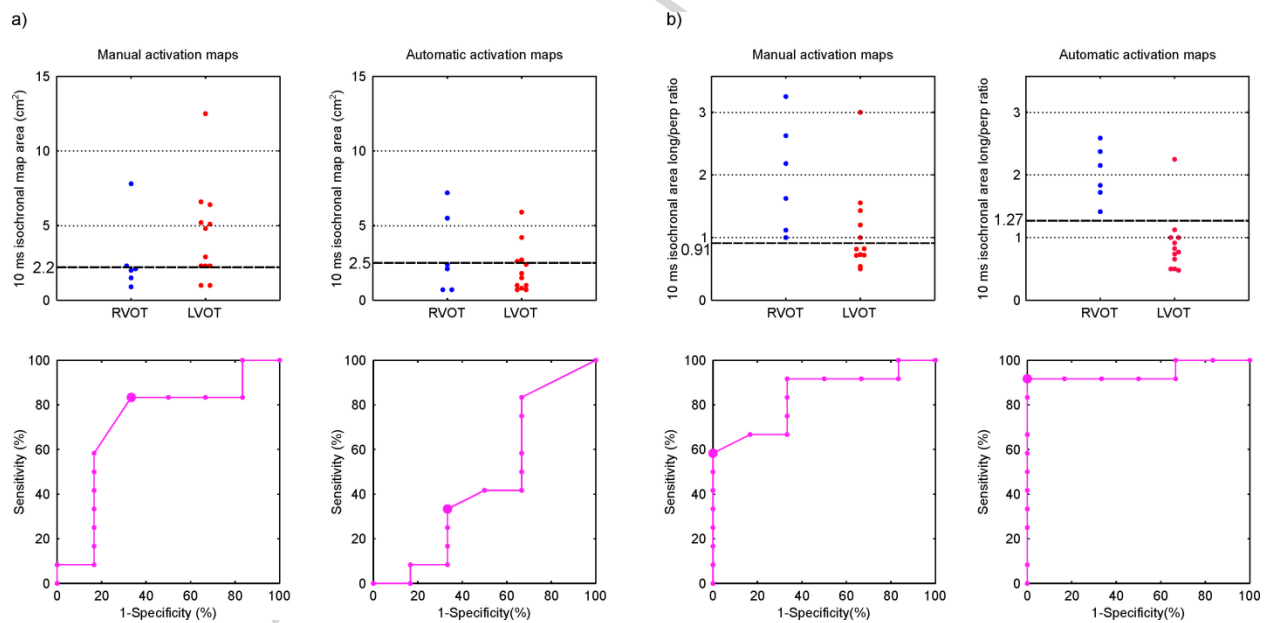 a)
Manual activation maps
10 ms isochronal map area (cm²)
15
10
5
2.2
0
RVOT LVOT
Automatic activation maps
10 ms isochronal map area (cm²)
15
10
5
2.5
0
RVOT LVOT
Sensitivity (%)
100
80
60
40
20
0
0 20 40 60 80 100
1-Specificity (%)
Sensitivity (%)
100
80
60
40
20
0
0 20 40 60 80 100
1-Specificity(%)
b)
Manual activation maps
10 ms isochronal area long/perp ratio
3
2
1
0.91
0
RVOT LVOT
Automatic activation maps
10 ms isochronal area long/perp ratio
3
2
1.27
1
0
RVOT LVOT
Sensitivity (%)
100
80
60
40
20
0
0 20 40 60 80 100
1-Specificity(%)
Sensitivity (%)
100
80
60
40
20
0
0 20 40 60 80 100
1-Specificity(%)